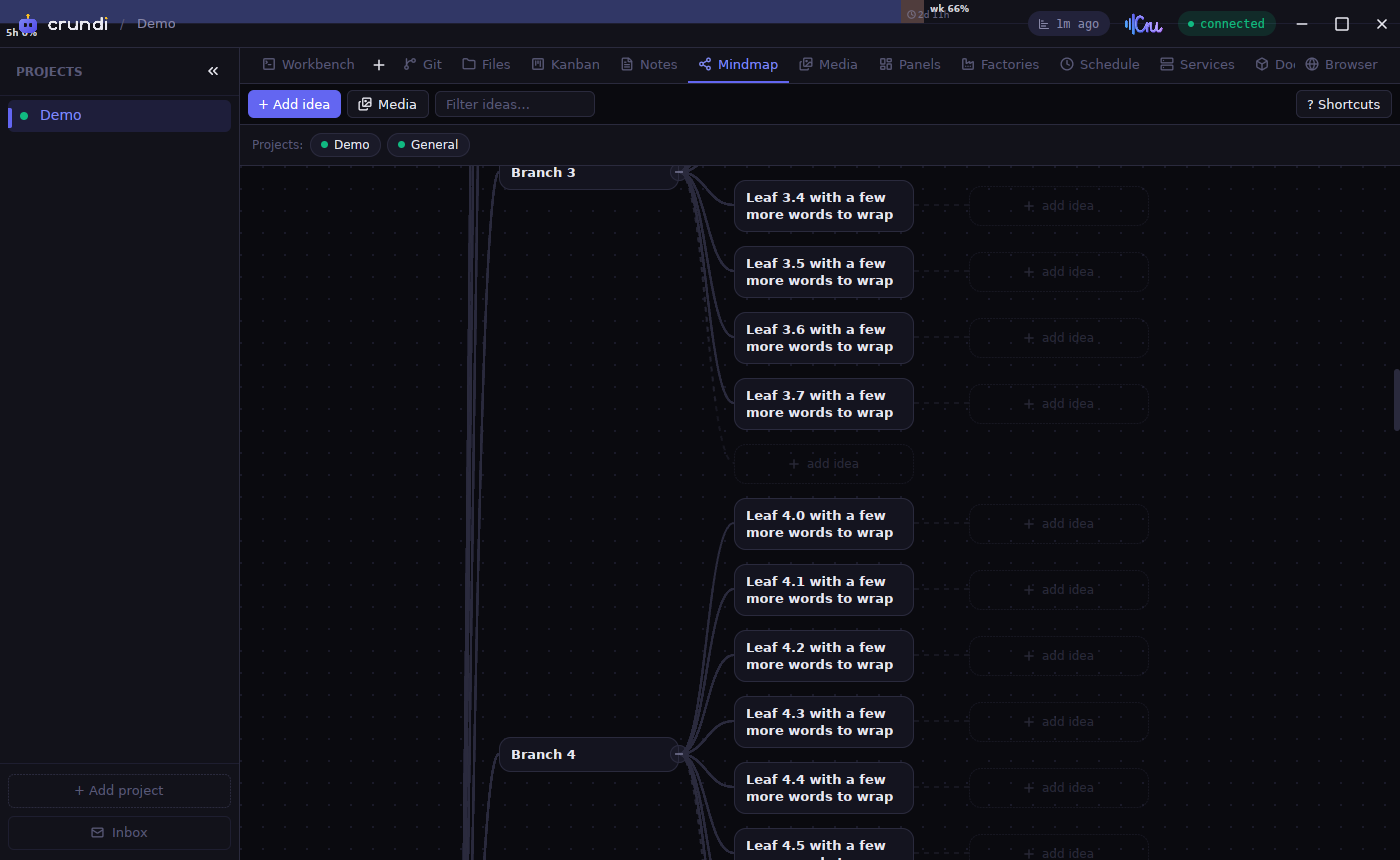 5h 6%
crundi / Demo
2d 11h
wk 66%
1m ago
Cru
connected
PROJECTS
Demo
+ Add project
Inbox
Workbench
+
Git
Files
Kanban
Notes
Mindmap
Media
Panels
Factories
Schedule
Services
Doc
Browser
+ Add idea
Media
Filter ideas...
? Shortcuts
Projects:
Demo
General
Branch 3
Leaf 3.4 with a few
more words to wrap
+ add idea
Leaf 3.5 with a few
more words to wrap
+ add idea
Leaf 3.6 with a few
more words to wrap
+ add idea
Leaf 3.7 with a few
more words to wrap
+ add idea
+ add idea
Leaf 4.0 with a few
more words to wrap
+ add idea
Leaf 4.1 with a few
more words to wrap
+ add idea
Leaf 4.2 with a few
more words to wrap
+ add idea
Leaf 4.3 with a few
more words to wrap
+ add idea
Branch 4
Leaf 4.4 with a few
more words to wrap
+ add idea
Leaf 4.5 with a few
+ add idea